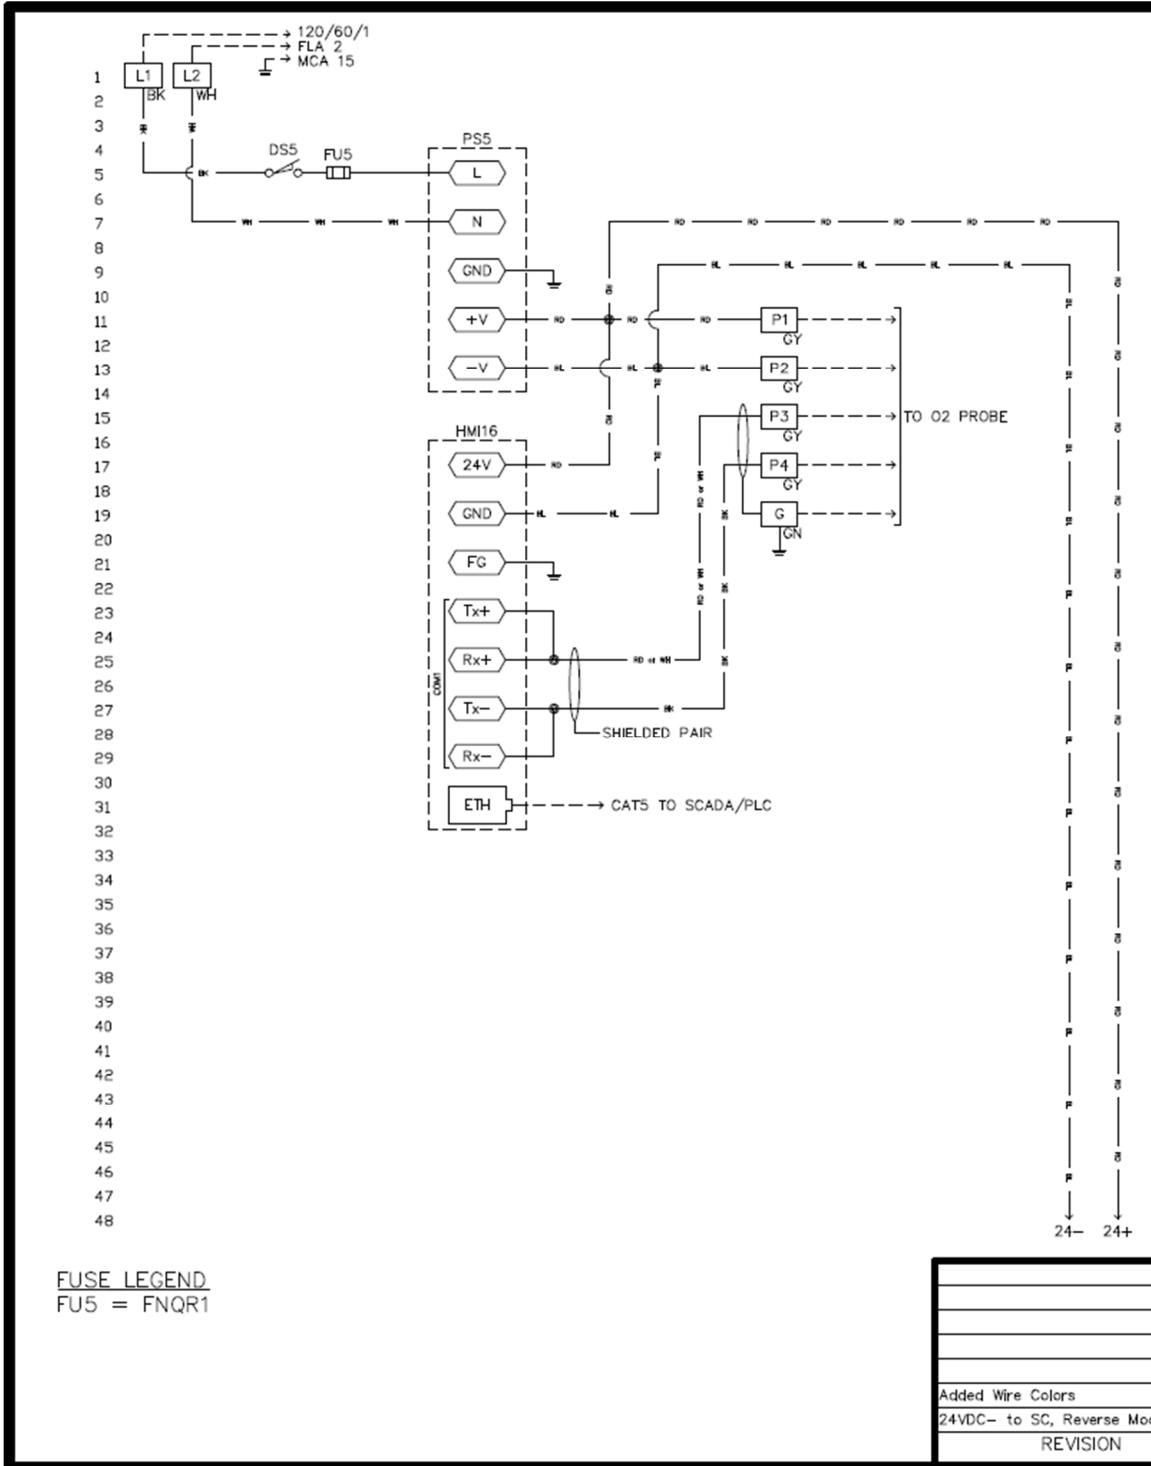 120/60/1
FLA 2
MCA 15
1 L1 L2
BK WH
2
3
4 DS5 FU5 PS5
5 BK L
6
7 WH WH WH N RD RD RD RD RD RD
8
9 GND BL BL BL BL BL
10
11 +V RD RD RD P1
GY
12
13 -V BL BL BL P2
GY
14
15 P3 TO O2 PROBE
GY
16 HMI16
17 24V RD P4
GY
18
19 GND BL BL G
GN
20
21 FG
22
23 Tx+
24
25 Rx+ RD or WH
26 COM1
27 Tx- BK
28 SHIELDED PAIR
29 Rx-
30
31 ETH CAT5 TO SCADA/PLC
32
33
34
35
36
37
38
39
40
41
42
43
44
45
46
47
48
24- 24+
FUSE LEGEND
FU5 = FNQR1
Added Wire Colors
24VDC- to SC, Reverse
REVISION